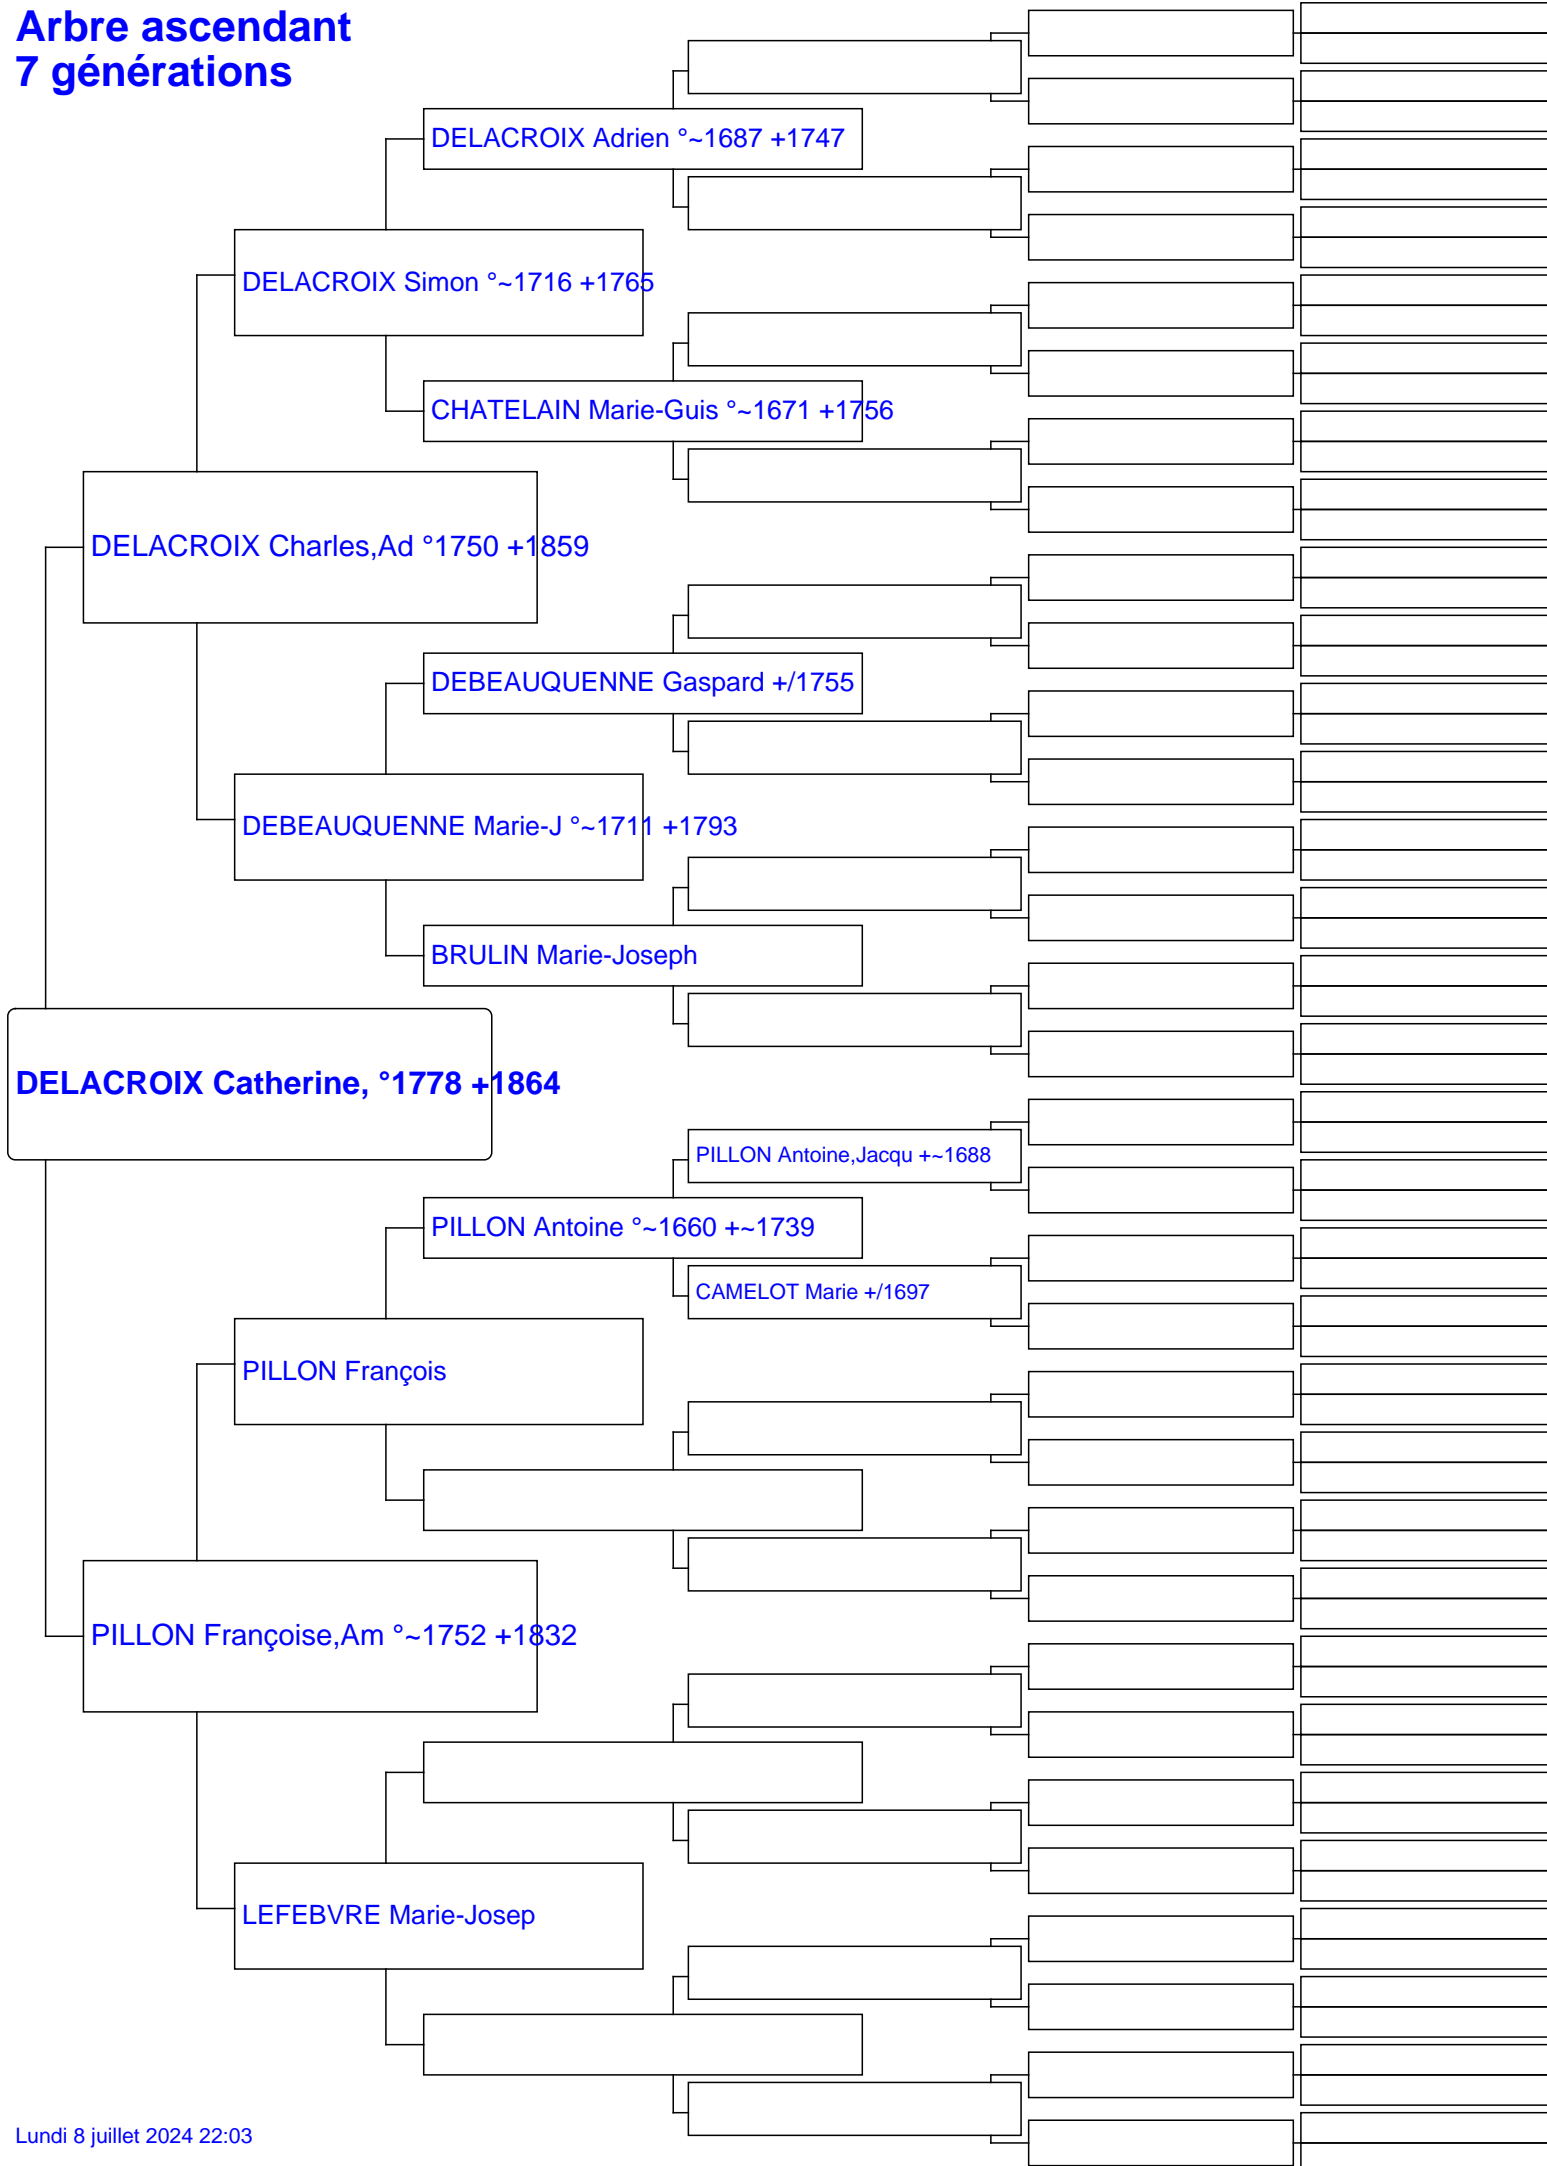 Arbre ascendant
7 générations
DELACROIX Adrien °~1687 +1747
DELACROIX Simon °~1716 +1765
CHATELAIN Marie-Guis °~1671 +1756
DELACROIX Charles,Ad °1750 +1859
DEBEAUQUENNE Gaspard +/1755
DEBEAUQUENNE Marie-J °~1711 +1793
BRULIN Marie-Joseph
DELACROIX Catherine, °1778 +1864
PILLON Antoine,Jacqu +~1688
PILLON Antoine °~1660 +~1739
CAMELOT Marie +/1697
PILLON François
PILLON Françoise,Am °~1752 +1832
LEFEBVRE Marie-Josep
Lundi 8 juillet 2024 22:03